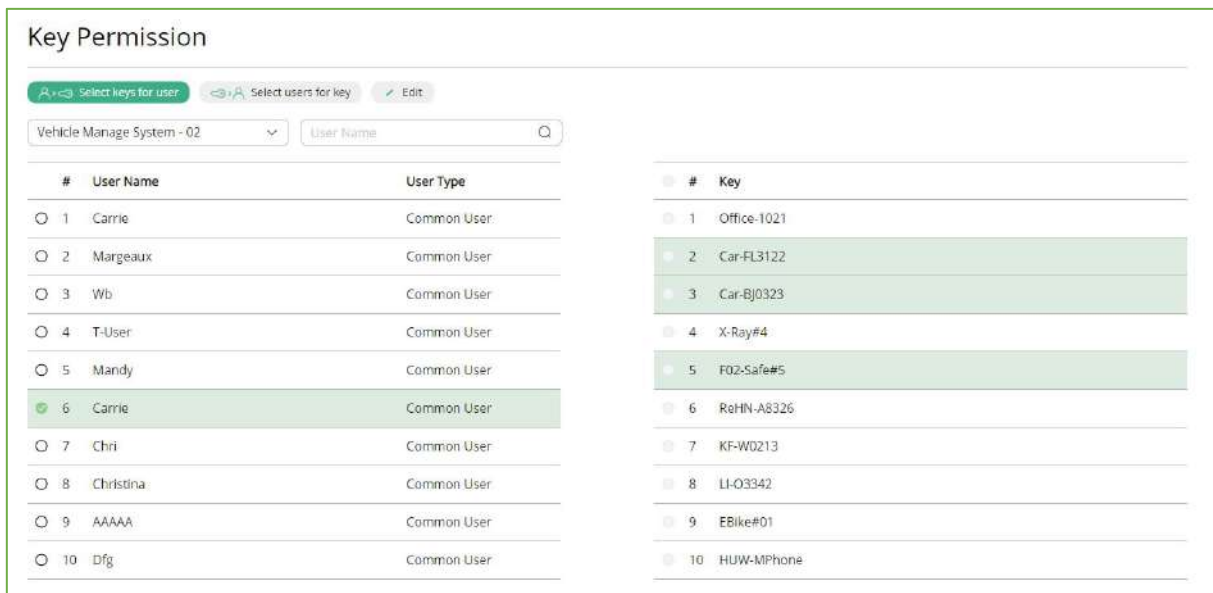 Key Permission
Select keys for user Select users for key Edit
Vehicle Manage System - 02 User Name
# User Name User Type # Key
1 Carrie Common User 1 Office-1021
2 Margeaux Common User 2 Car-FL3122
3 Wb Common User 3 Car-BJ0323
4 T-User Common User 4 X-Ray#4
5 Mandy Common User 5 F02-Safe#5
6 Carrie Common User 6 ReHN-A8326
7 Chri Common User 7 KF-W0213
8 Christina Common User 8 LI-O3342
9 AAAAA Common User 9 EBike#01
10 Dfg Common User 10 HUW-MPhone